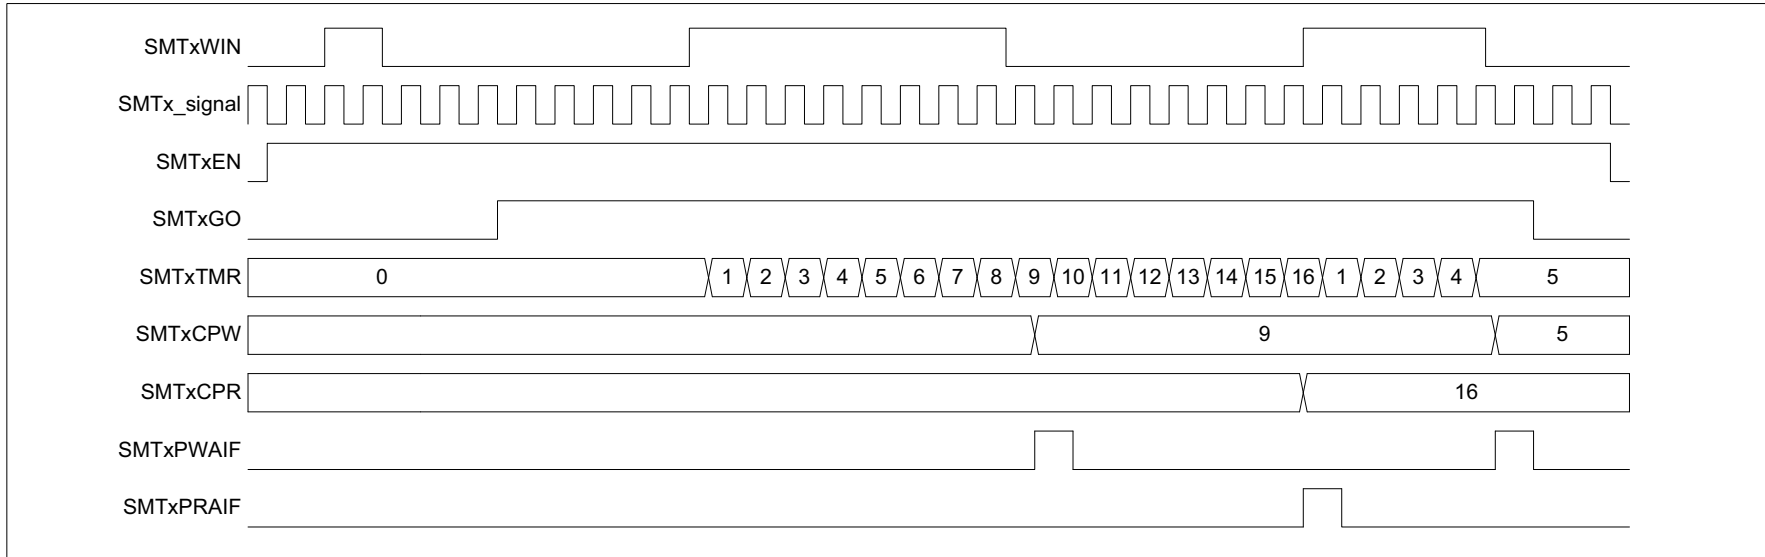 SMTxWIN
SMTx_signal
SMTxEN
SMTxGO
SMTxTMR 0 1 2 3 4 5 6 7 8 9 10 11 12 13 14 15 16 1 2 3 4 5
SMTxCPW 9 5
SMTxCPR 16
SMTxPWAIF
SMTxPRAIF